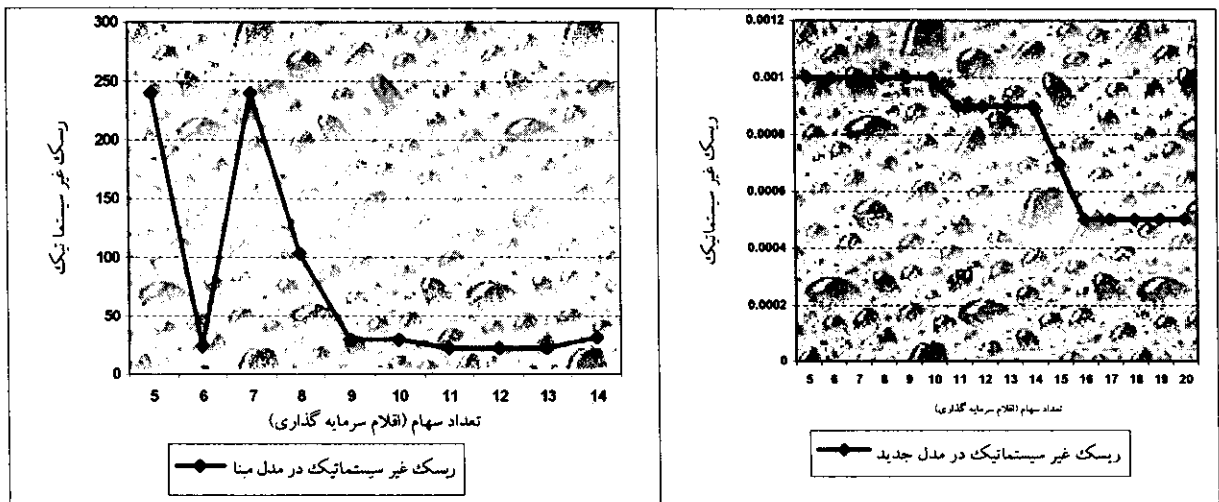 300
250
200
150
100
50
0
ریسک غیر سیستماتیک
5 6 7 8 9 10 11 12 13 14
تعداد سهام (اقلام سرمایه گذاری)
ریسک غیر سیستماتیک در مدل مبنا
0.0012
0.001
0.0008
0.0006
0.0004
0.0002
0
ریسک غیر سیستماتیک
5 6 7 8 9 10 11 12 13 14 15 16 17 18 19 20
تعداد سهام (اقلام سرمایه گذاری)
ریسک غیر سیستماتیک در مدل جدید